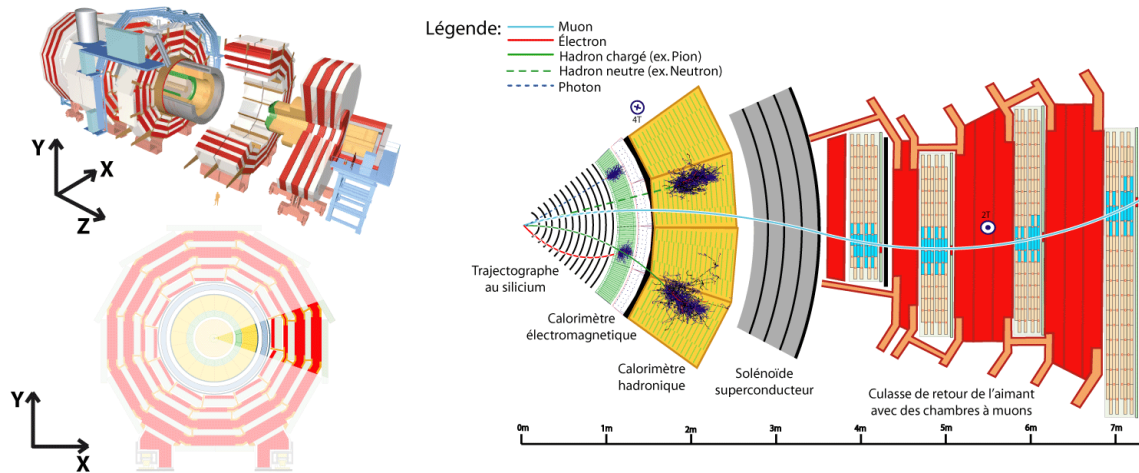 Légende:
Muon
Électron
Hadron chargé (ex. Pion)
Hadron neutre (ex. Neutron)
Photon
4T
2T
Y
X
Z
Y
X
Trajectographe
au silicium
Calorimètre
électromagnetique
Calorimètre
hadronique
Solénoïde
superconducteur
Culasse de retour de l'aimant
avec des chambres à muons
0m
1m
2m
3m
4m
5m
6m
7m